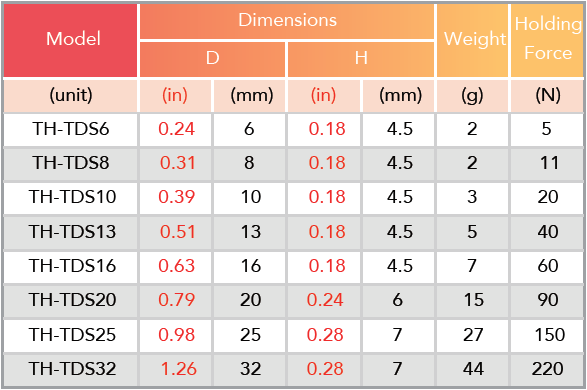 Model Dimensions Weight Holding Force
D H
(unit) (in) (mm) (in) (mm) (g) (N)
TH-TDS6 0.24 6 0.18 4.5 2 5
TH-TDS8 0.31 8 0.18 4.5 2 11
TH-TDS10 0.39 10 0.18 4.5 3 20
TH-TDS13 0.51 13 0.18 4.5 5 40
TH-TDS16 0.63 16 0.18 4.5 7 60
TH-TDS20 0.79 20 0.24 6 15 90
TH-TDS25 0.98 25 0.28 7 27 150
TH-TDS32 1.26 32 0.28 7 44 220